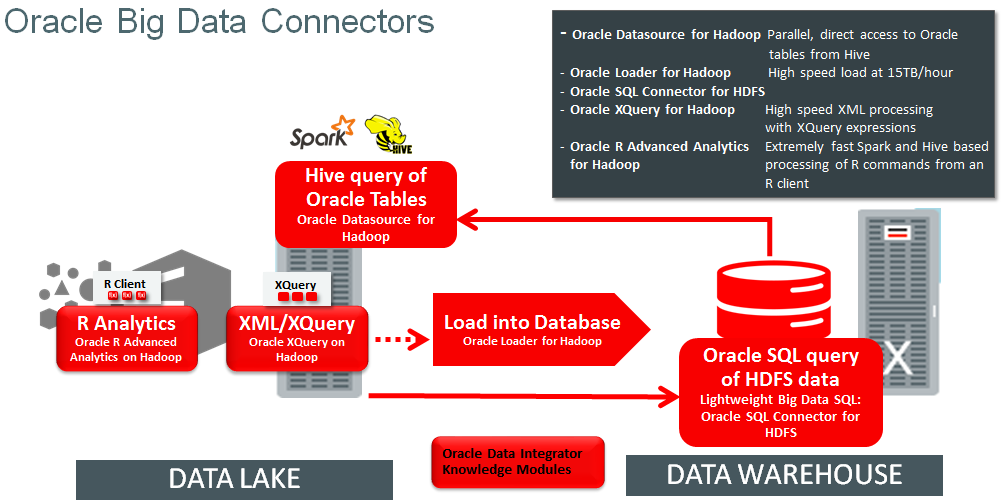 Oracle Big Data Connectors
- Oracle Datasource for Hadoop Parallel, direct access to Oracle
tables from Hive
- Oracle Loader for Hadoop High speed load at 15TB/hour
- Oracle SQL Connector for HDFS
- Oracle XQuery for Hadoop High speed XML processing
with XQuery expressions
- Oracle R Advanced Analytics Extremely fast Spark and Hive based
for Hadoop processing of R commands from an
R client
Spark
HIVE
Hive query of
Oracle Tables
Oracle Datasource for
Hadoop
R Client
f(x) f(x) f(x)
R Analytics
Oracle R Advanced
Analytics on Hadoop
XQuery
XML/XQuery
Oracle XQuery on
Hadoop
Load into Database
Oracle Loader for Hadoop
Oracle SQL query
of HDFS data
Lightweight Big Data SQL:
Oracle SQL Connector for
HDFS
X
Oracle Data Integrator
Knowledge Modules
DATA LAKE
DATA WAREHOUSE